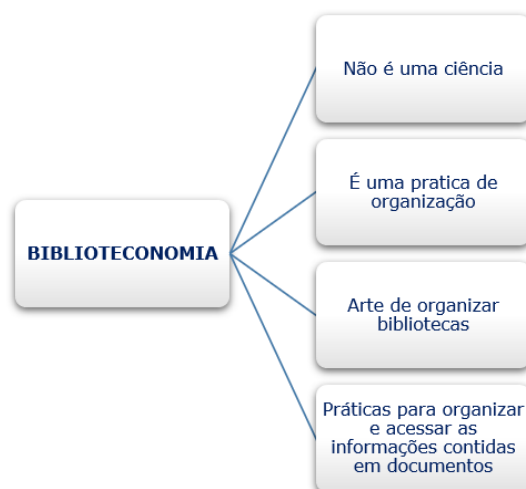 BIBLIOTECONOMIA
Não é uma ciência
É uma pratica de
organização
Arte de organizar
bibliotecas
Práticas para organizar
e acessar as
informações contidas
em documentos